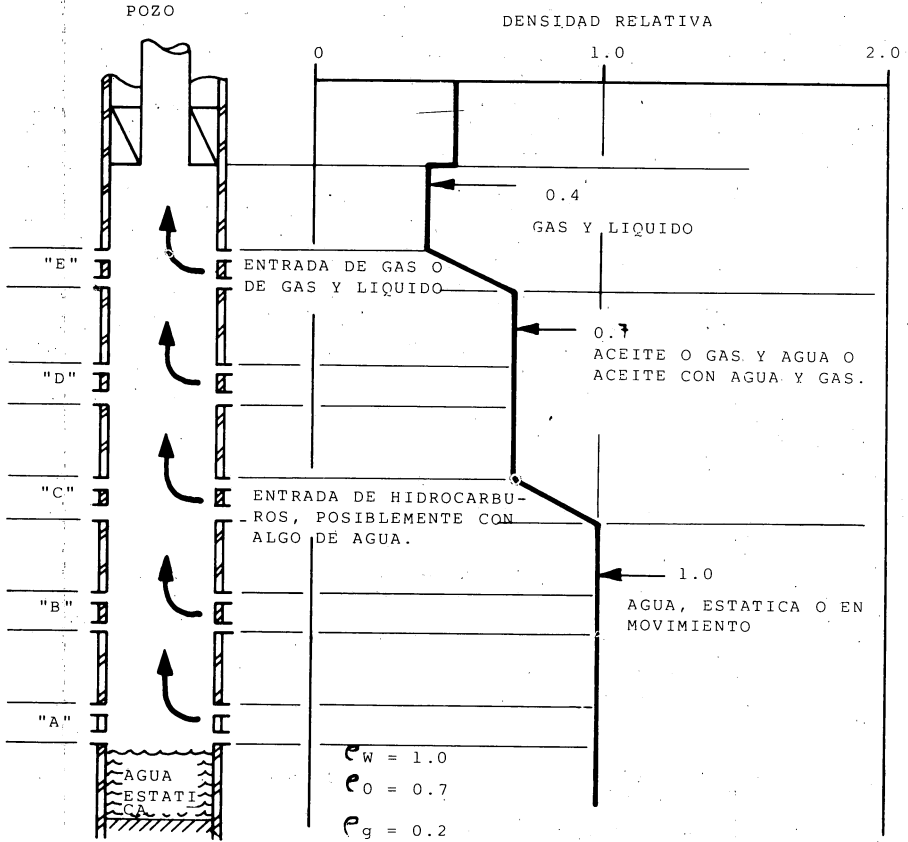 POZO
DENSIDAD RELATIVA
0
1.0
2.0
0.4
GAS Y LIQUIDO
"E"
ENTRADA DE GAS O
DE GAS Y LIQUIDO
0.7
ACEITE O GAS Y AGUA O
ACEITE CON AGUA Y GAS.
"D"
"C"
ENTRADA DE HIDROCARBU-
ROS, POSIBLEMENTE CON
ALGO DE AGUA.
1.0
AGUA, ESTATICA O EN
MOVIMIENTO
"B"
"A"
AGUA
ESTATI
CA
ρW = 1.0
ρO = 0.7
ρg = 0.2